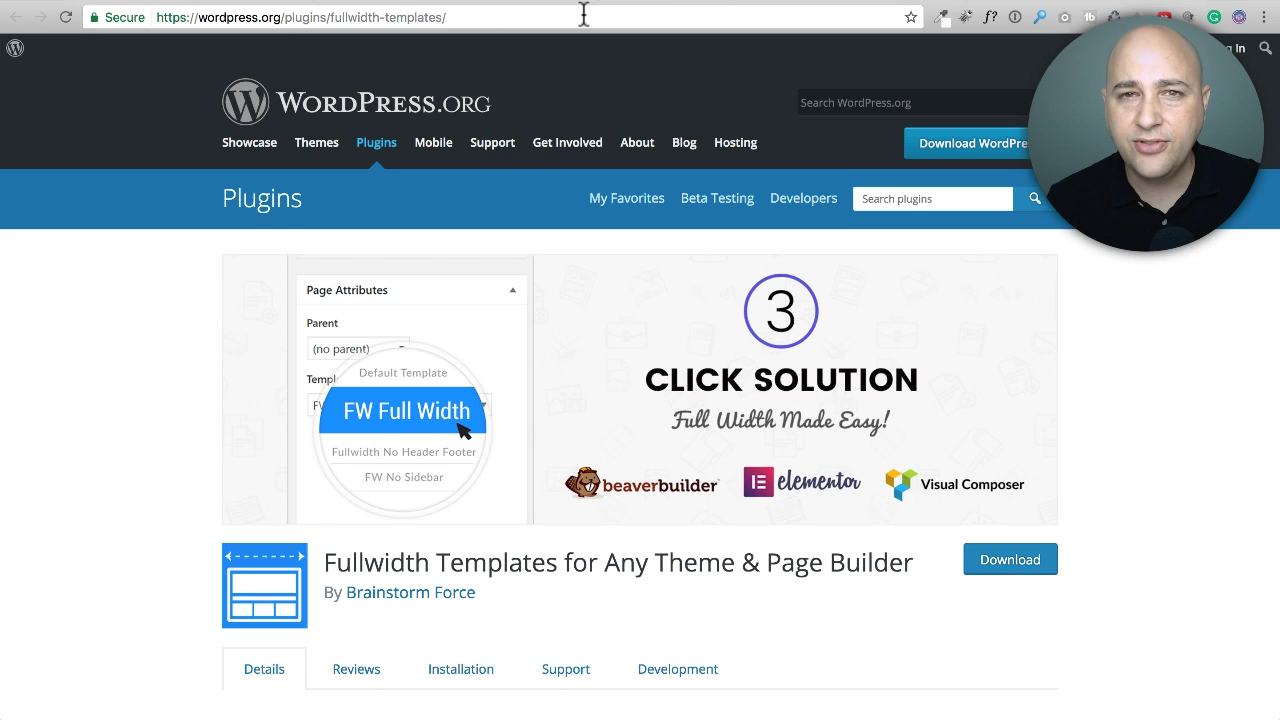 Secure
https://wordpress.org/plugins/fullwidth-templates/
f?
1b
g In
WORDPRESS.ORG
Search WordPress.org
Showcase Themes Plugins Mobile Support Get Involved About Blog Hosting
Download WordPre
Plugins
My Favorites Beta Testing Developers
Search plugins
Page Attributes
Parent
(no parent)
Templ
Default Template
FW Full Width
Fullwidth No Header Footer
FW No Sidebar
3
CLICK SOLUTION
Full Width Made Easy!
beaverbuilder elementor Visual Composer
Fullwidth Templates for Any Theme & Page Builder
Download
By Brainstorm Force
Details Reviews Installation Support Development